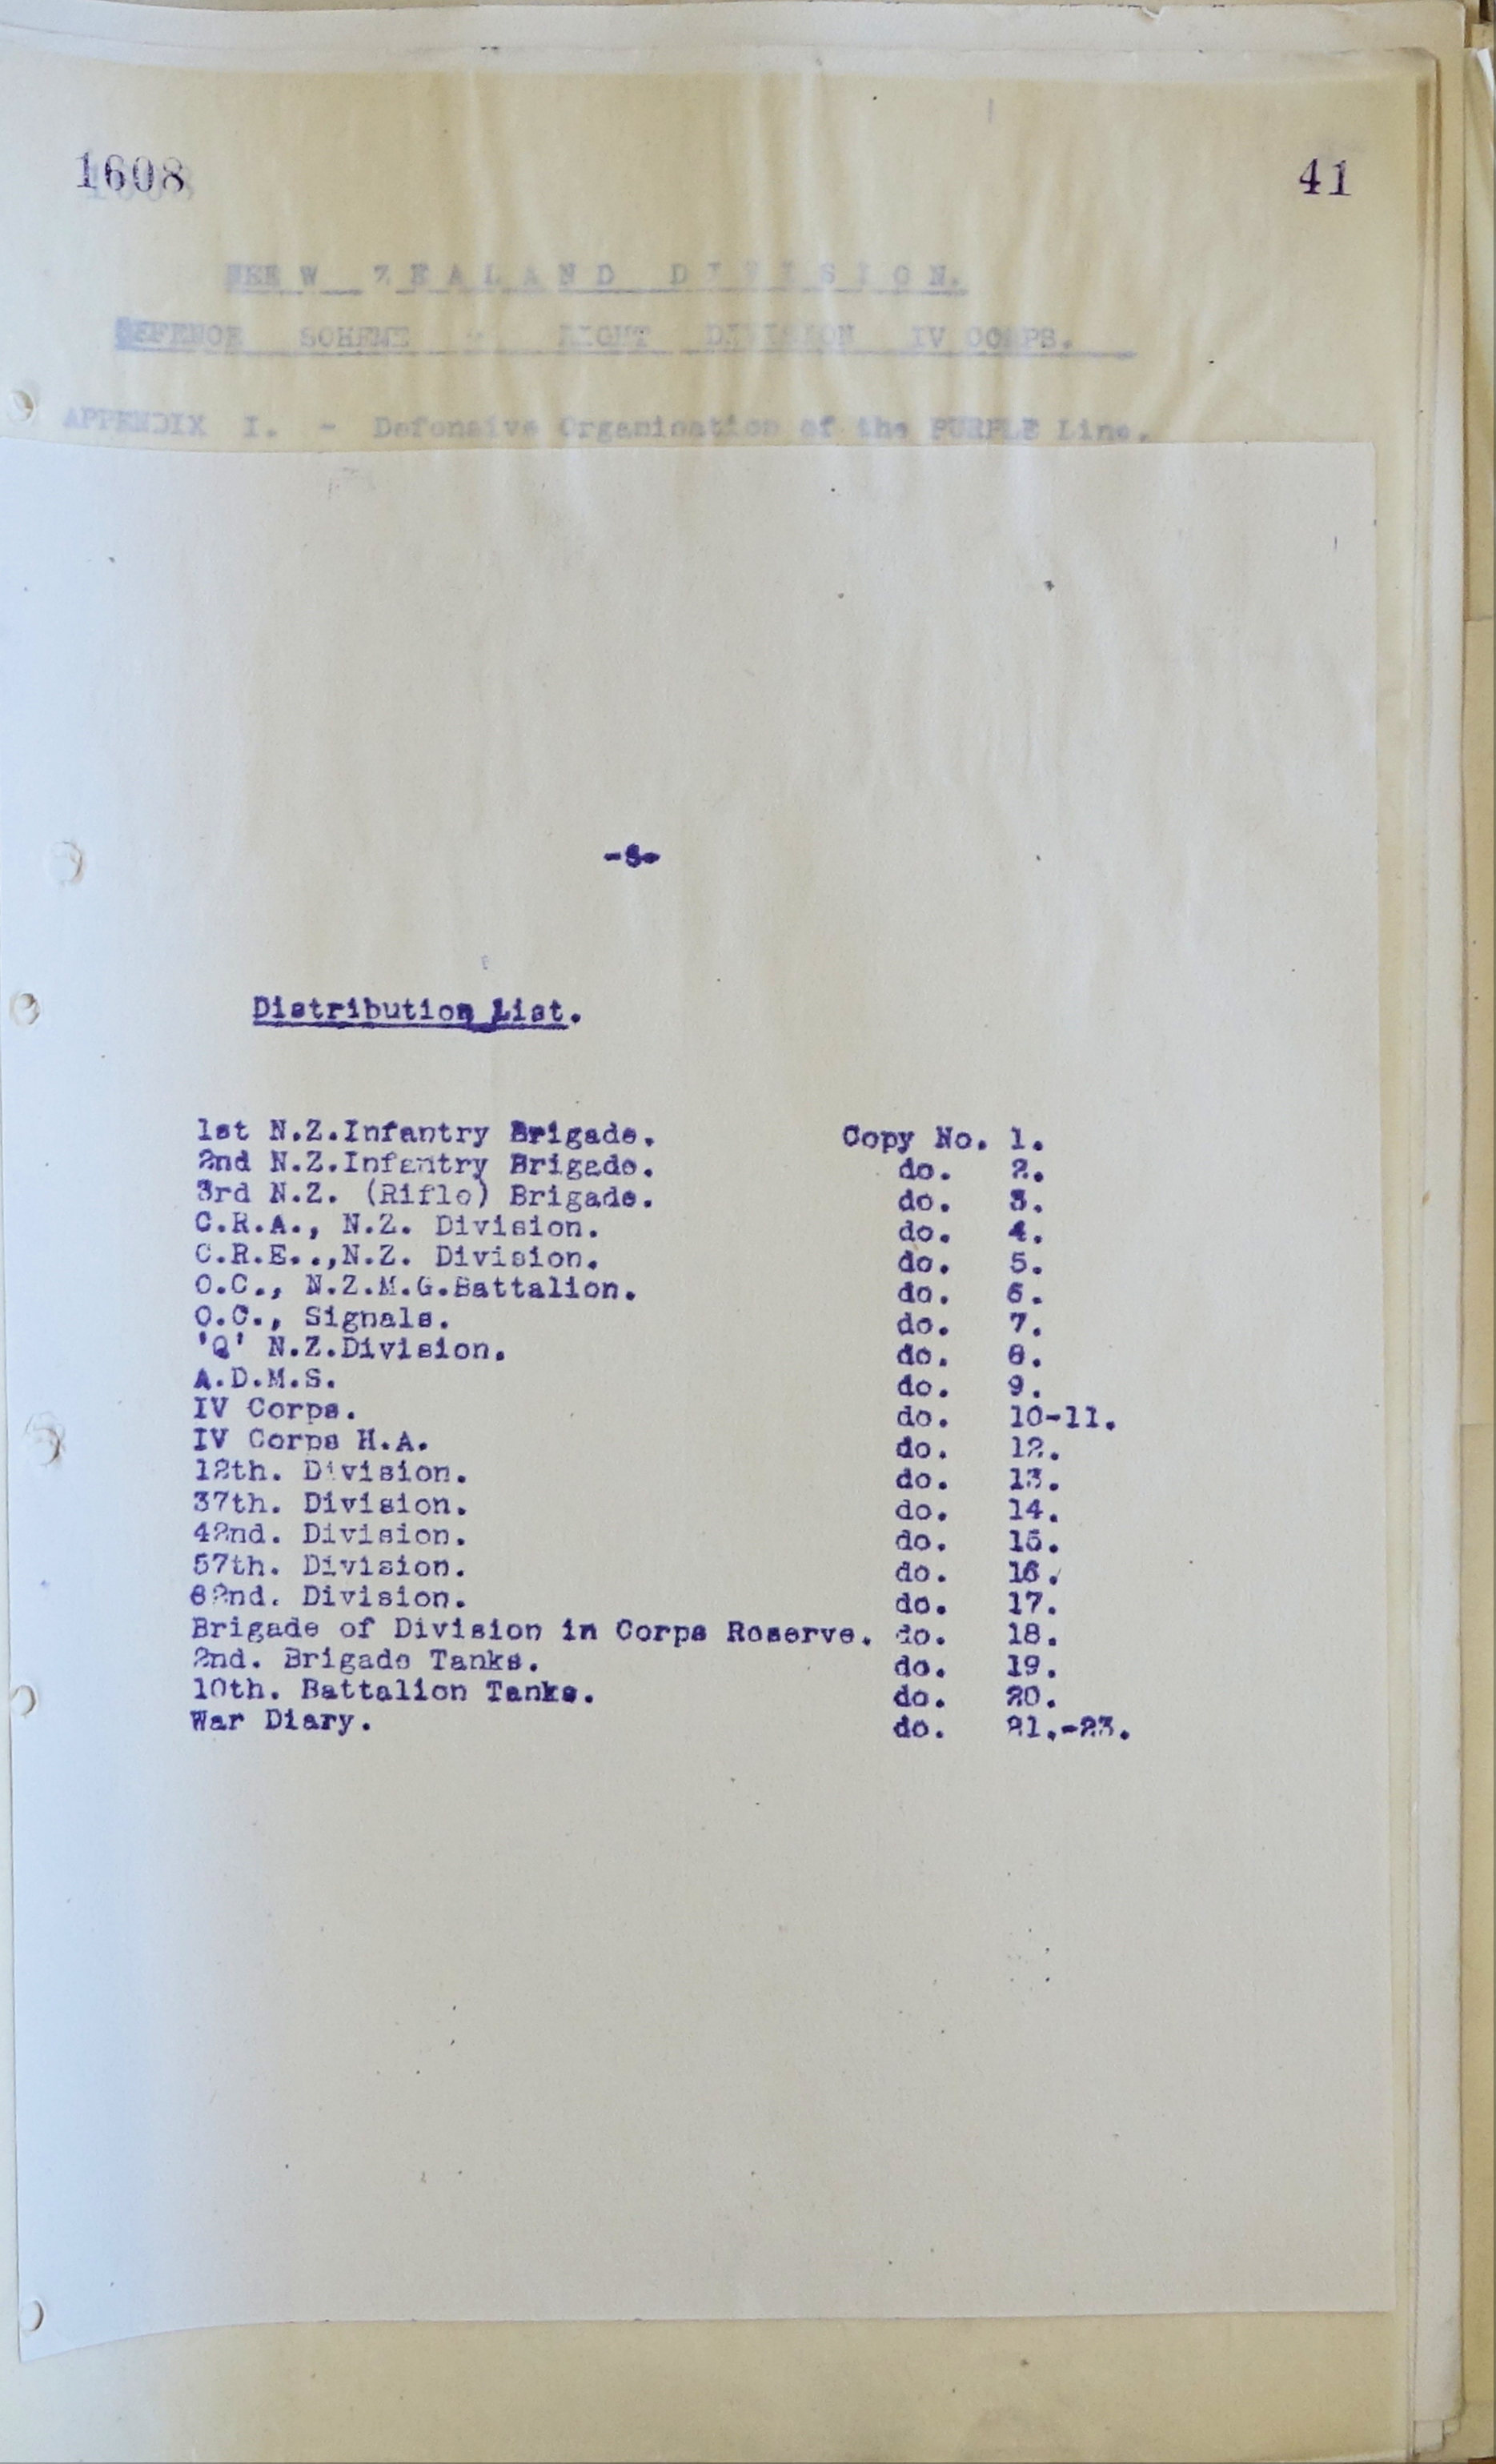 1608 41
NEW ZEALAND DIVISION.
DEFENCE SCHEME - RIGHT DIVISION IV CORPS.
APPENDIX I. - Defensive Organisation of the PURPLE Line.
Distribution List.
1st N.Z.Infantry Brigade. Copy No. 1.
2nd N.Z.Infantry Brigade. do. 2.
3rd N.Z. (Rifle) Brigade. do. 3.
C.R.A., N.Z. Division. do. 4.
C.R.E..,N.Z. Division. do. 5.
O.C., N.Z.M.G.Battalion. do. 6.
O.C., Signals. do. 7.
'Q' N.Z.Division. do. 8.
A.D.M.S. do. 9.
IV Corps. do. 10-11.
IV Corps H.A. do. 12.
12th. Division. do. 13.
37th. Division. do. 14.
42nd. Division. do. 15.
57th. Division. do. 16.
62nd. Division. do. 17.
Brigade of Division in Corps Reserve. do. 18.
2nd. Brigade Tanks. do. 19.
10th. Battalion Tanks. do. 20.
War Diary. do. 21.-23.